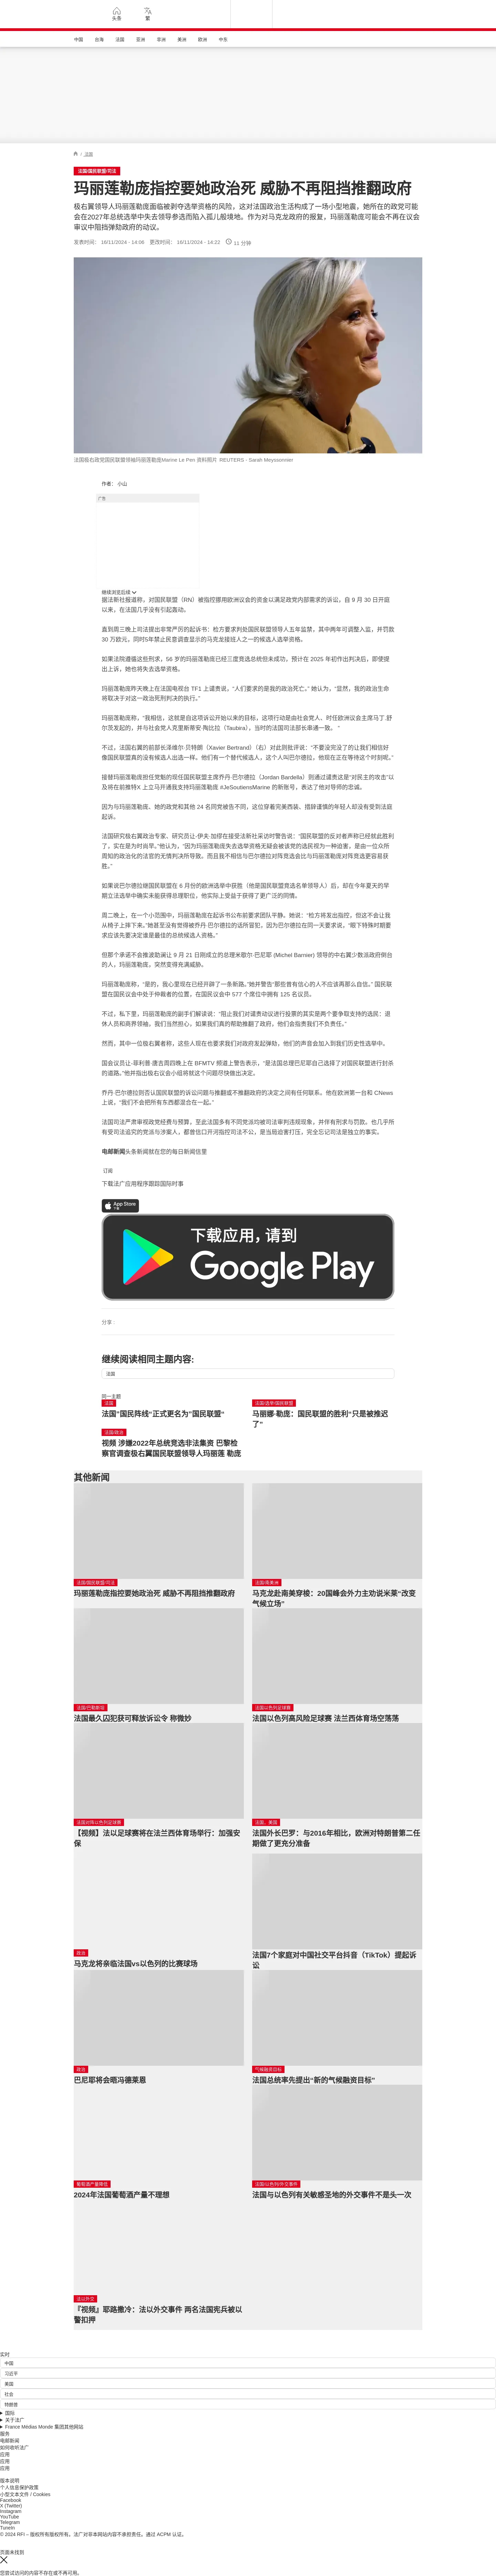 头条
繁
中国
台海
法国
亚洲
非洲
美洲
欧洲
中东
/ 法国
法国/国民联盟/司法
玛丽莲勒庞指控要她政治死 威胁不再阻挡推翻政府
极右翼领导人玛丽莲勒庞面临被剥夺选举资格的风险，这对法国政治生活构成了一场小型地震，她所在的政党可能会在2027年总统选举中失去领导参选而陷入孤儿般境地。作为对马克龙政府的报复，玛丽莲勒庞可能会不再在议会审议中阻挡弹劾政府的动议。
发表时间： 16/11/2024 - 14:06 更改时间： 16/11/2024 - 14:22 11 分钟
法国极右政党国民联盟领袖玛丽莲勒庞Marine Le Pen 资料图片 REUTERS - Sarah Meyssonnier
作者： 小山
广告
继续浏览后续
据法新社报道称，对国民联盟（RN）被指控挪用欧洲议会的资金以满足政党内部需求的诉讼，自 9 月 30 日开庭以来，在法国几乎没有引起轰动。
直到周三晚上司法提出非常严厉的起诉书：检方要求判处国民联盟领导人五年监禁，其中两年可调整入监，并罚款 30 万欧元，同时5年禁止民意调查显示的马克龙接班人之一的候选人选举资格。
如果法院遵循这些刑求，56 岁的玛丽莲勒庞已经三度竞选总统但未成功，预计在 2025 年初作出判决后，即便提出上诉，她也将失去选举资格。
玛丽莲勒庞昨天晚上在法国电视台 TF1 上谴责说，“人们要求的是我的政治死亡。” 她认为，“显然，我的政治生命将取决于对这一政治死刑判决的执行。”
玛丽莲勒庞称，“我相信，这就是自这项诉讼开始以来的目标，这项行动是由社会党人、时任欧洲议会主席马丁.舒尔茨发起的，并与社会党人克里斯蒂安·陶比拉（Taubira），当时的法国司法部长串通一致。 ”
不过，法国右翼的前部长泽维尔·贝特朗（Xavier Bertrand）（右）对此则批评说：“不要没完没了的让我们相信好像国民联盟真的没有候选人出选一样。他们有一个替代候选人，这个人叫巴尔德拉，他现在正在等待这个时刻呢。”
接替玛丽莲勒庞担任党魁的现任国民联盟主席乔丹·巴尔德拉（Jordan Bardella）则通过谴责这是“对民主的攻击”以及将在前推特X 上立马开通我支持玛丽莲勒庞 #JeSoutiensMarine 的新账号，表达了他对导师的忠诚。
因为与玛丽莲勒庞、她的政党和其他 24 名同党被告不同，这位穿着完美西装、措辞谨慎的年轻人却没有受到法庭起诉。
法国研究极右翼政治专家、研究员让-伊夫·加缪在接受法新社采访时警告说：“国民联盟的反对者声称已经就此胜利了，实在是为时尚早。”他认为，“因为玛丽莲勒庞失去选举资格无疑会被该党的选民视为一种迫害，是由一位众所周知的政治化的法官的无情判决所导致。而且我不相信与巴尔德拉对阵竞选会比与玛丽莲勒庞对阵竞选更容易获胜。”
如果说巴尔德拉继国民联盟在 6 月份的欧洲选举中获胜（他是国民联盟竞选名单领导人）后，却在今年夏天的早期立法选举中确实未能获得总理职位，他实际上受益于获得了更广泛的同情。
周二晚上，在一个小范围中，玛丽莲勒庞在起诉书公布前要求团队平静。她说：“检方将发出指控，但这不会让我从椅子上摔下来。”她甚至没有觉得被乔丹·巴尔德拉的话所冒犯，因为巴尔德拉在同一天要求说，“眼下特殊时期要求应该先要决定谁是最佳的总统候选人资格。”
但那个承诺不会推波助澜让 9 月 21 日刚成立的总理米歇尔·巴尼耶 (Michel Barnier) 领导的中右翼少数派政府倒台的人，玛丽莲勒庞，突然变得充满威胁。
玛丽莲勒庞称，“是的，我心里现在已经开辟了一条新路。”她并警告“那些曾有信心的人不应该再那么自信。” 国民联盟在国民议会中处于仲裁者的位置，在国民议会中 577 个席位中拥有 125 名议员。
不过，私下里，玛丽莲勒庞的副手们解读说：“阻止我们对谴责动议进行投票的其实是两个要争取支持的选民：退休人员和商界领袖。我们当然担心，如果我们真的帮助推翻了政府，他们会指责我们不负责任。”
然而，其中一位极右翼者称，这些人现在也要求我们对政府发起弹劾，他们的声音会加入到我们历史性选举中。
国会议员让-菲利普·唐吉周四晚上在 BFMTV 频道上警告表示，“是法国总理巴尼耶自己选择了对国民联盟进行封杀的道路。”他并指出极右议会小组将就这个问题尽快做出决定。
乔丹·巴尔德拉则否认国民联盟的诉讼问题与推翻或不推翻政府的决定之间有任何联系。他在欧洲第一台和 CNews 上说，“我们不会把所有东西都混合在一起。”
法国司法严肃审视政党经费与预算，至此法国多有不同党派均被司法审判违规现象，并伴有刑求与罚款。也几乎所有受司法追究的党派与涉案人，都曾恺口开河指控司法不公，是当局迫害打压，完全忘记司法是独立的事实。
电邮新闻头条新闻就在您的每日新闻信里
订阅
下载法广应用程序跟踪国际时事
App Store
下载
下载应用，请到
Google Play
分享 :
继续阅读相同主题内容:
法国
同一主题
法国
法国"国民阵线"正式更名为"国民联盟"
法国/选举/国民联盟
马丽娜·勒庞：国民联盟的胜利"只是被推迟了"
法国/政治
视频 涉嫌2022年总统竞选非法集资 巴黎检察官调查极右翼国民联盟领导人玛丽莲 勒庞
其他新闻
法国/国民联盟/司法
玛丽莲勒庞指控要她政治死 威胁不再阻挡推翻政府
法国/南美洲
马克龙赴南美穿梭：20国峰会外力主劝说米莱"改变气候立场"
法国/巴勒斯坦
法国最久囚犯获可释放诉讼令 称微妙
法国以色列足球赛
法国以色列高风险足球赛 法兰西体育场空荡荡
法国对阵以色列足球赛
【视频】法以足球赛将在法兰西体育场举行：加强安保
法国、美国
法国外长巴罗：与2016年相比，欧洲对特朗普第二任期做了更充分准备
政治
马克龙将亲临法国vs以色列的比赛球场
法国7个家庭对中国社交平台抖音（TikTok）提起诉讼
政治
巴尼耶将会晤冯德莱恩
气候融资目标
法国总统率先提出“新的气候融资目标”
葡萄酒产量降低
2024年法国葡萄酒产量不理想
法国/以色列/外交事件
法国与以色列有关敏感圣地的外交事件不是头一次
法以外交
『视频』耶路撒冷：法以外交事件 两名法国宪兵被以警扣押
实时
中国
习近平
美国
社会
特朗普
国际
关于法广
France Médias Monde 集团其他网站
服务
电邮新闻
如何收听法广
应用
应用
应用
版本说明
个人信息保护政策
小型文本文件 / Cookies
Facebook
X (Twitter)
Instagram
YouTube
Telegram
TuneIn
© 2024 RFI – 版权所有版权所有。法广对非本网站内容不承担责任。通过 ACPM 认证。
页面未找到
您尝试访问的内容不存在或不再可用。